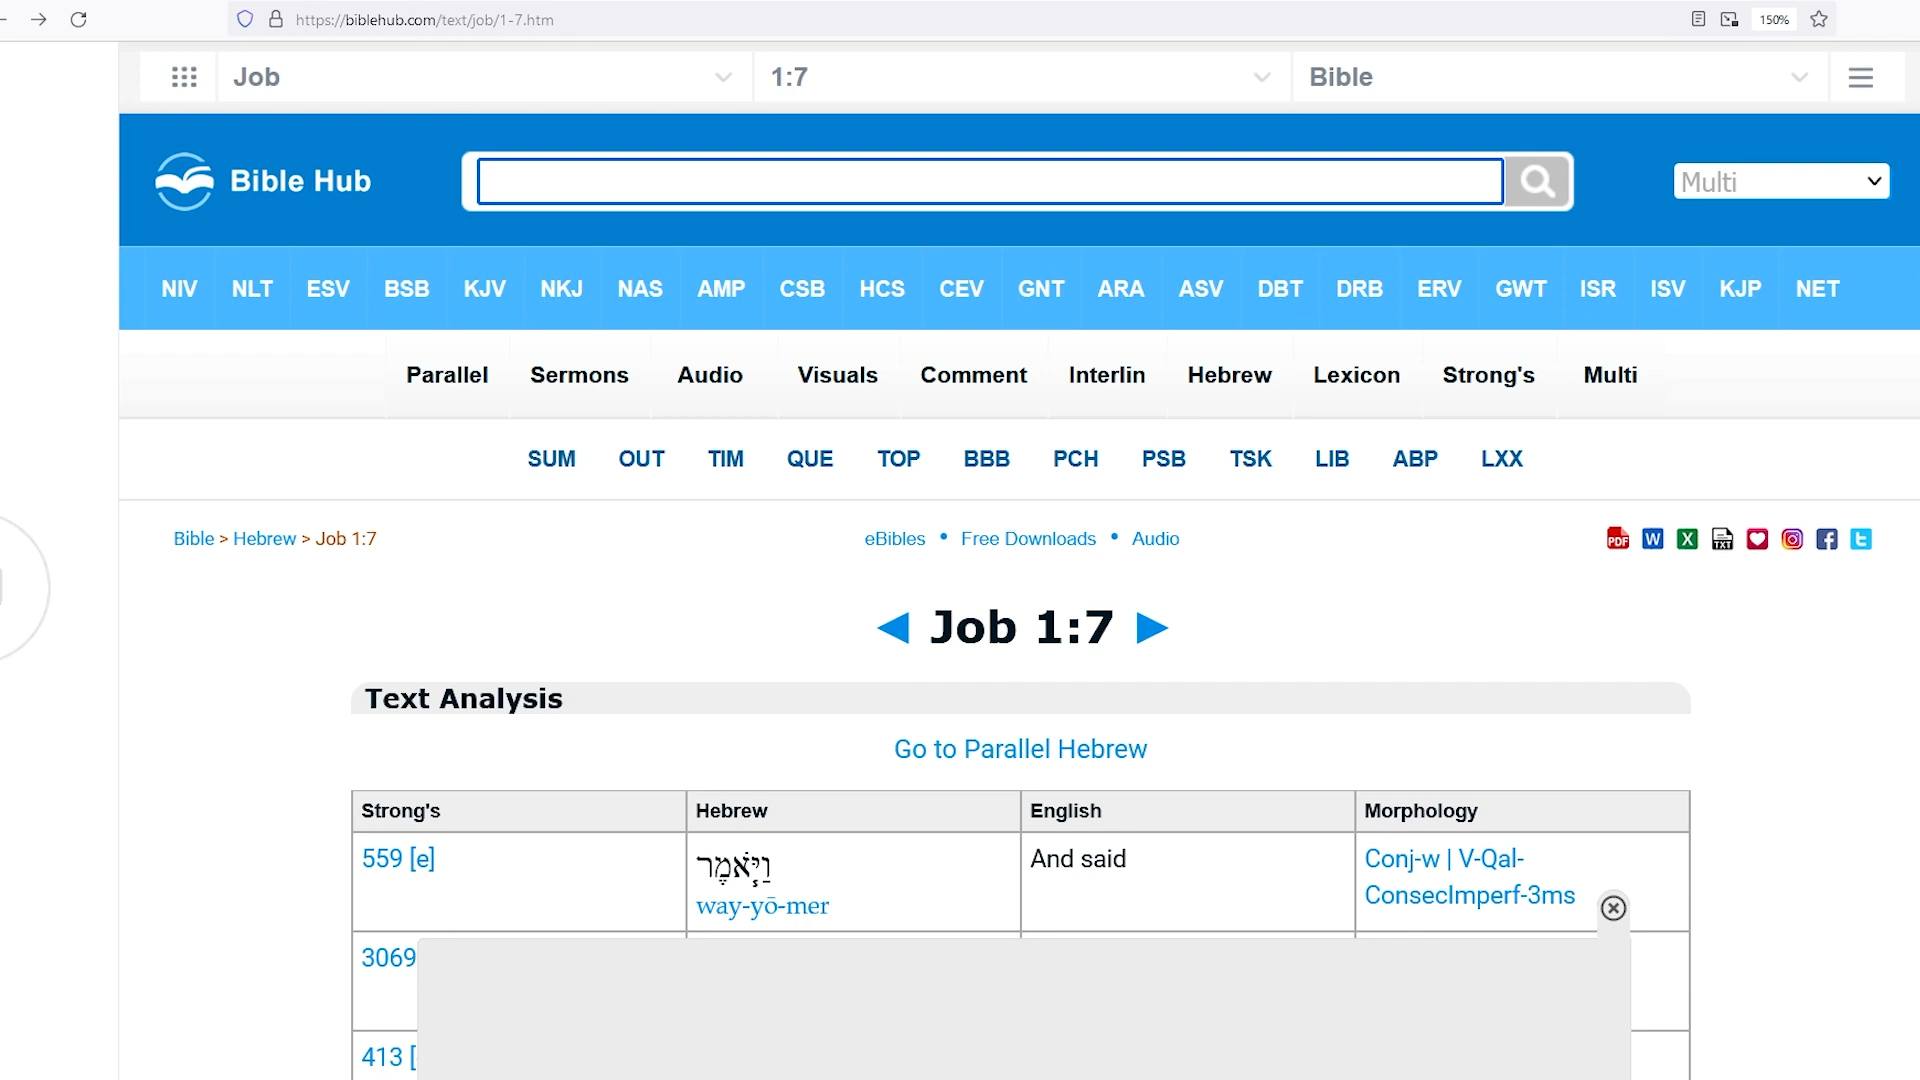 https://biblehub.com/text/job/1-7.htm 150%
Job 1:7 Bible
Bible Hub Multi
NIV NLT ESV BSB KJV NKJ NAS AMP CSB HCS CEV GNT ARA ASV DBT DRB ERV GWT ISR ISV KJP NET
Parallel Sermons Audio Visuals Comment Interlin Hebrew Lexicon Strong's Multi
SUM OUT TIM QUE TOP BBB PCH PSB TSK LIB ABP LXX
Bible > Hebrew > Job 1:7 eBibles • Free Downloads • Audio PDF W X TXT
◄ Job 1:7 ►
Text Analysis
Go to Parallel Hebrew
Strong's Hebrew English Morphology
559 [e] וַיֹּ֧אמֶר And said Conj-w | V-Qal-
way-yō-mer ConsecImperf-3ms
3069
413 [